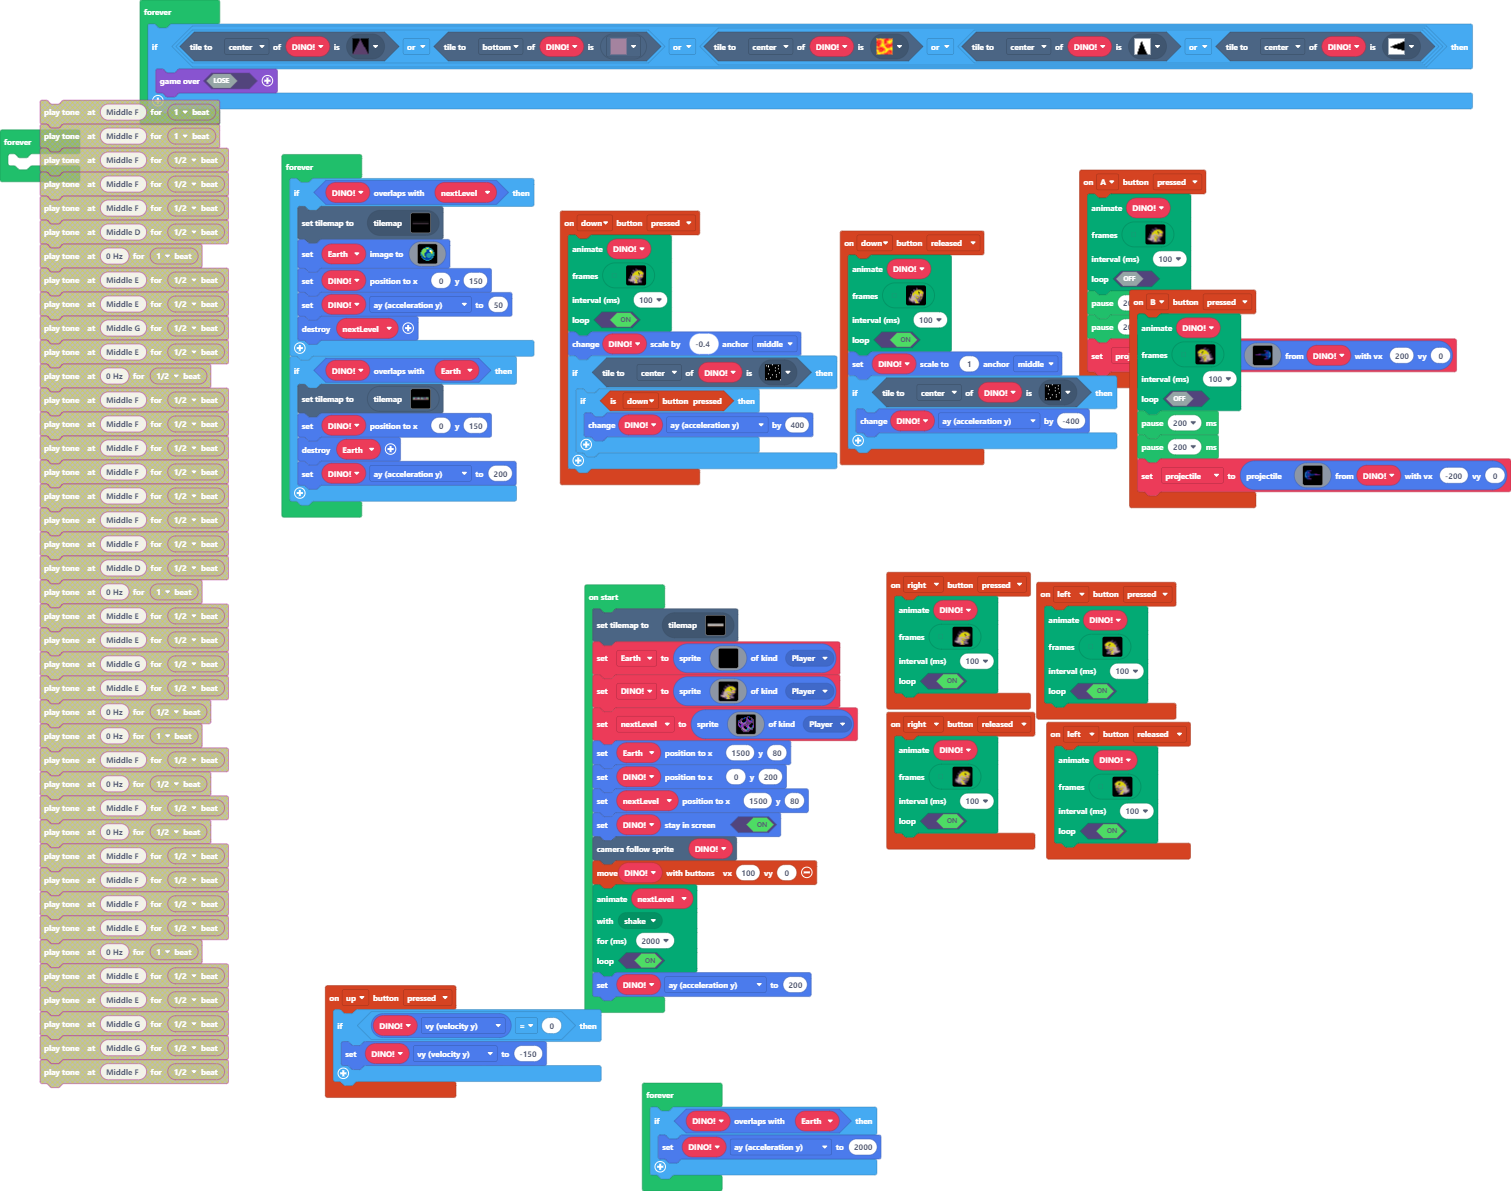 forever
if tile to center of DINO! is or tile to bottom of DINO! is or tile to center of DINO! is or tile to center of DINO! is or tile to center of DINO! is then
game over LOSE
forever
play tone at Middle F for 1 beat
play tone at Middle F for 1 beat
play tone at Middle F for 1/2 beat
play tone at Middle F for 1/2 beat
play tone at Middle F for 1/2 beat
play tone at Middle D for 1/2 beat
play tone at 0 Hz for 1 beat
play tone at Middle E for 1/2 beat
play tone at Middle E for 1/2 beat
play tone at Middle G for 1/2 beat
play tone at Middle E for 1/2 beat
play tone at 0 Hz for 1/2 beat
play tone at Middle F for 1/2 beat
play tone at Middle F for 1/2 beat
play tone at Middle F for 1/2 beat
play tone at Middle F for 1/2 beat
play tone at Middle F for 1/2 beat
play tone at Middle F for 1/2 beat
play tone at Middle F for 1/2 beat
play tone at Middle D for 1/2 beat
play tone at 0 Hz for 1 beat
play tone at Middle E for 1/2 beat
play tone at Middle E for 1/2 beat
play tone at Middle G for 1/2 beat
play tone at Middle E for 1/2 beat
play tone at 0 Hz for 1/2 beat
play tone at 0 Hz for 1 beat
play tone at Middle F for 1/2 beat
play tone at 0 Hz for 1/2 beat
play tone at Middle F for 1/2 beat
play tone at 0 Hz for 1/2 beat
play tone at Middle F for 1/2 beat
play tone at Middle F for 1/2 beat
play tone at Middle F for 1/2 beat
play tone at Middle E for 1/2 beat
play tone at 0 Hz for 1 beat
play tone at Middle E for 1/2 beat
play tone at Middle E for 1/2 beat
play tone at Middle G for 1/2 beat
play tone at Middle G for 1/2 beat
play tone at Middle F for 1/2 beat
forever
if DINO! overlaps with nextLevel then
set tilemap to tilemap
set Earth image to
set DINO! position to x 0 y 150
set DINO! ay (acceleration y) to 50
destroy nextLevel
if DINO! overlaps with Earth then
set tilemap to tilemap
set DINO! position to x 0 y 150
destroy Earth
set DINO! ay (acceleration y) to 200
on down button pressed
animate DINO!
frames
interval (ms) 100
loop ON
change DINO! scale by -0.4 anchor middle
if tile to center of DINO! is then
if is down button pressed then
change DINO! ay (acceleration y) by 400
on down button released
animate DINO!
frames
interval (ms) 100
loop ON
set DINO! scale to 1 anchor middle
if tile to center of DINO! is then
change DINO! ay (acceleration y) by -400
on A button pressed
animate DINO!
frames
interval (ms) 100
loop OFF
pause
pause
set from DINO! with vx 200 vy 0
on B button pressed
animate DINO!
frames
interval (ms) 100
loop OFF
pause 200 ms
pause 200 ms
set projectile to projectile from DINO! with vx -200 vy 0
on start
set tilemap to tilemap
set Earth to sprite of kind Player
set DINO! to sprite of kind Player
set nextLevel to sprite of kind Player
set Earth position to x 1500 y 80
set DINO! position to x 0 y 200
set nextLevel position to x 1500 y 80
set DINO! stay in screen ON
camera follow sprite DINO!
move DINO! with buttons vx 100 vy 0
animate nextLevel
with shake
for (ms) 2000
loop ON
set DINO! ay (acceleration y) to 200
on right button pressed
animate DINO!
frames
interval (ms) 100
loop ON
on left button pressed
animate DINO!
frames
interval (ms) 100
loop ON
on right button released
animate DINO!
frames
interval (ms) 100
loop ON
on left button released
animate DINO!
frames
interval (ms) 100
loop ON
on up button pressed
if DINO! vy (velocity y) = 0 then
set DINO! vy (velocity y) to -150
forever
if DINO! overlaps with Earth then
set DINO! ay (acceleration y) to 2000